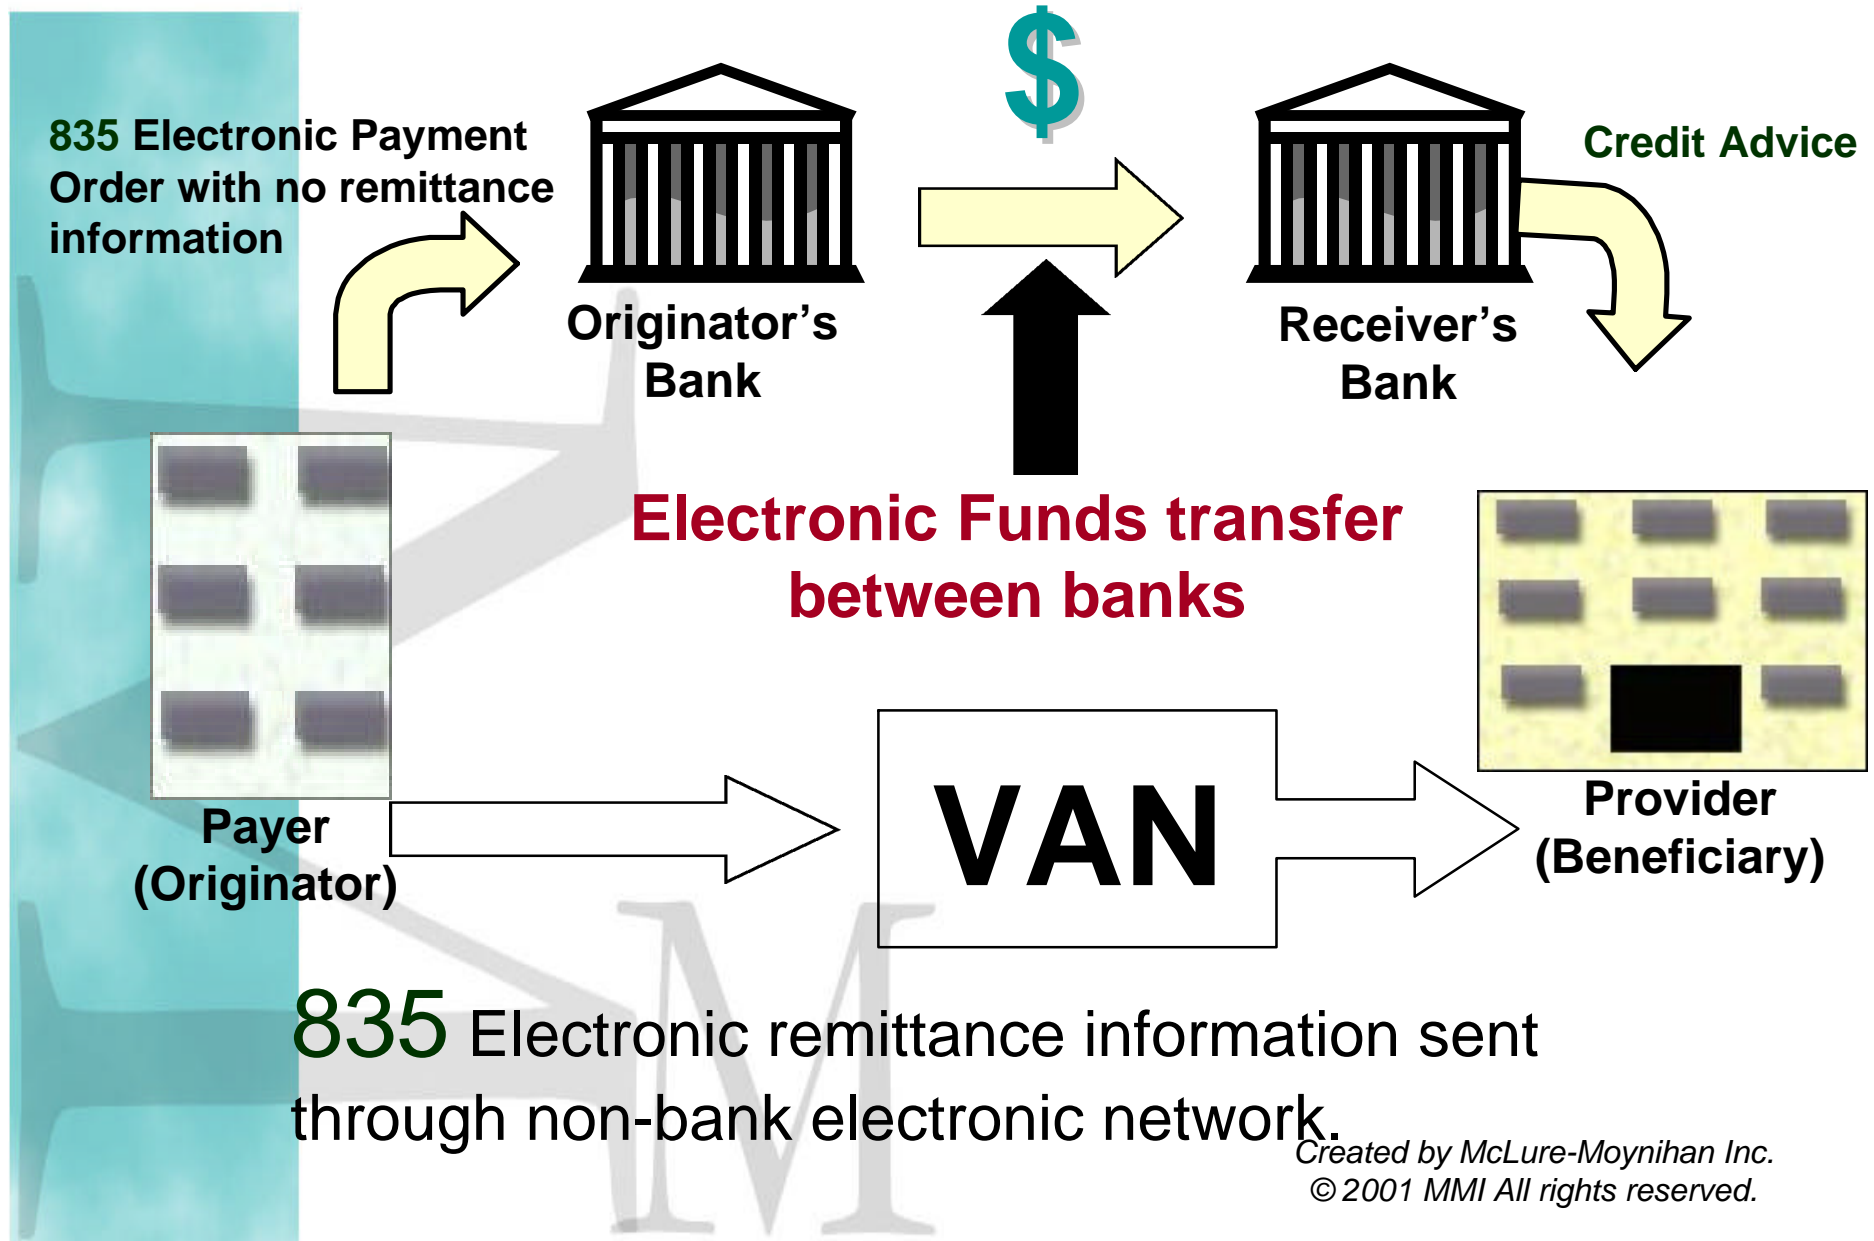 $
835 Electronic Payment
Order with no remittance
information
Credit Advice
Originator’s
Bank
Receiver’s
Bank
Electronic Funds transfer
between banks
Payer
(Originator)
VAN
Provider
(Beneficiary)
835 Electronic remittance information sent
through non-bank electronic network.
Created by McLure-Moynihan Inc.
© 2001 MMI All rights reserved.